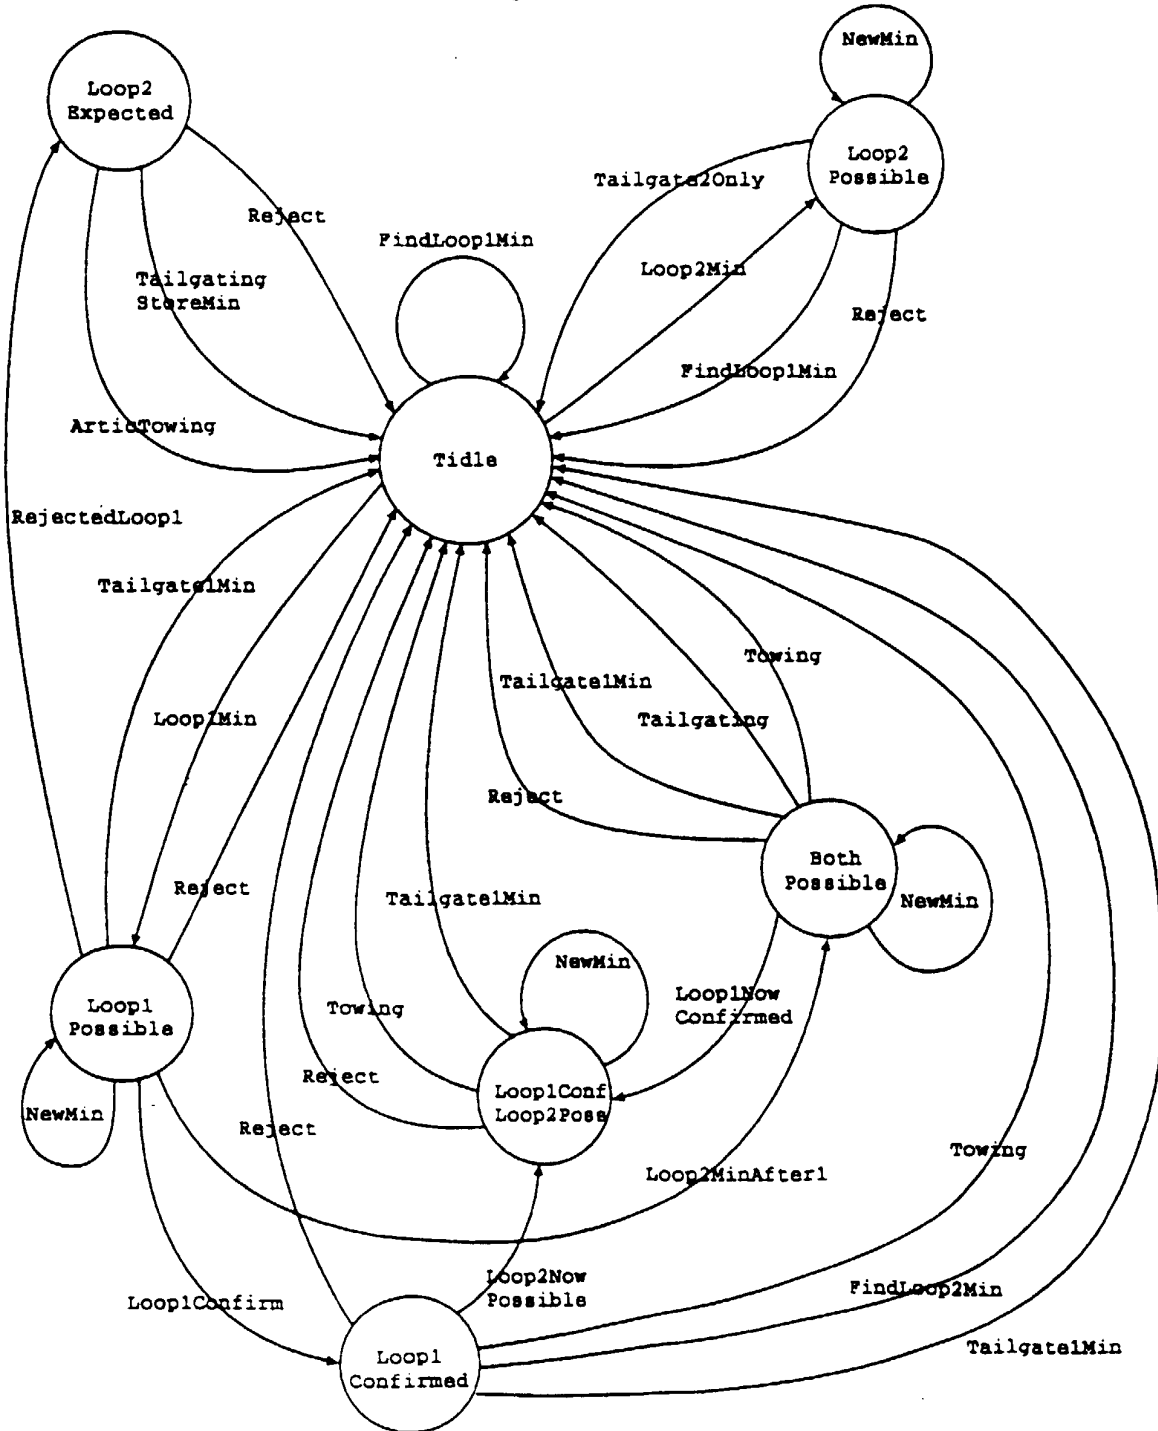 NewMin
Loop2
Expected
Loop2
Possible
Tailgate2Only
Reject
FindLoop1Min
Loop2Min
Tailgating
StoreMin
Reject
FindLoop1Min
ArticTowing
Tidle
RejectedLoop1
Tailgate1Min
Towing
Tailgate1Min
Loop1Min
Tailgating
Reject
Both
Possible
Reject
Tailgate1Min
NewMin
NewMin
Loop1
Possible
Towing
Loop1Now
Confirmed
Reject
Loop1Conf
Loop2Poss
NewMin
Reject
Loop2MinAfter1
Towing
Loop2Now
Possible
FindLoop2Min
Loop1Confirm
Tailgate1Min
Loop1
Confirmed